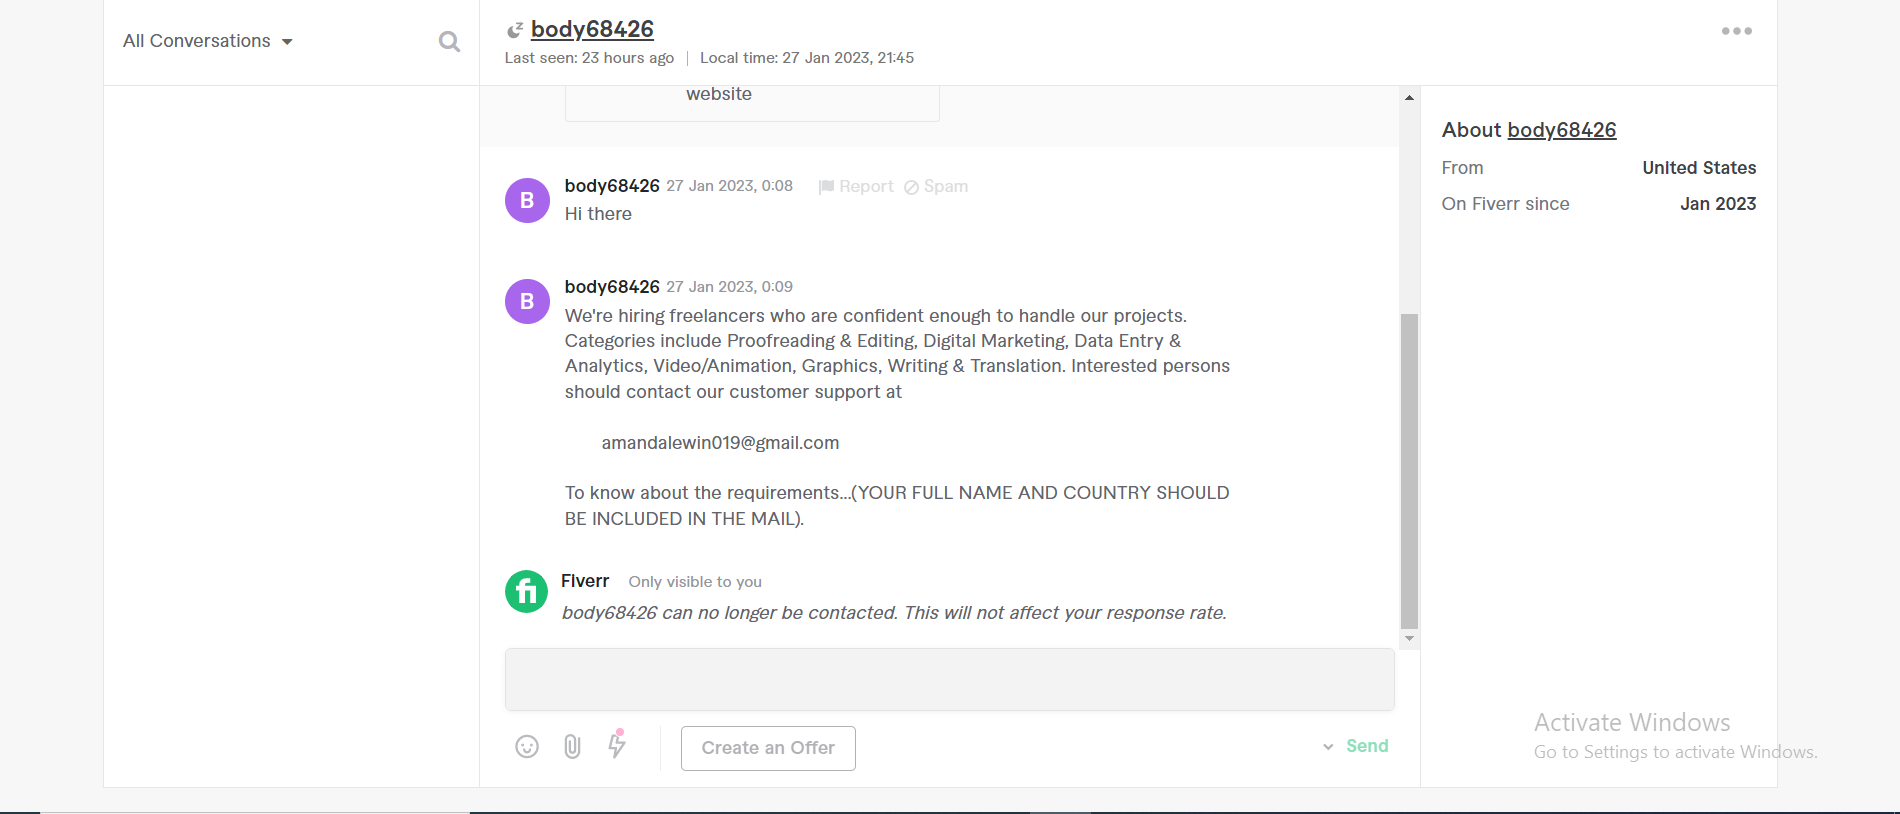 All Conversations
body68426
Last seen: 23 hours ago | Local time: 27 Jan 2023, 21:45
website
body68426 27 Jan 2023, 0:08 Report Spam
B
Hi there
body68426 27 Jan 2023, 0:09
B
We're hiring freelancers who are confident enough to handle our projects.
Categories include Proofreading & Editing, Digital Marketing, Data Entry &
Analytics, Video/Animation, Graphics, Writing & Translation. Interested persons
should contact our customer support at
amandalewin019@gmail.com
To know about the requirements...(YOUR FULL NAME AND COUNTRY SHOULD
BE INCLUDED IN THE MAIL).
fi
FIverr Only visible to you
body68426 can no longer be contacted. This will not affect your response rate.
Create an Offer
Send
About body68426
From United States
On Fiverr since Jan 2023
Activate Windows
Go to Settings to activate Windows.